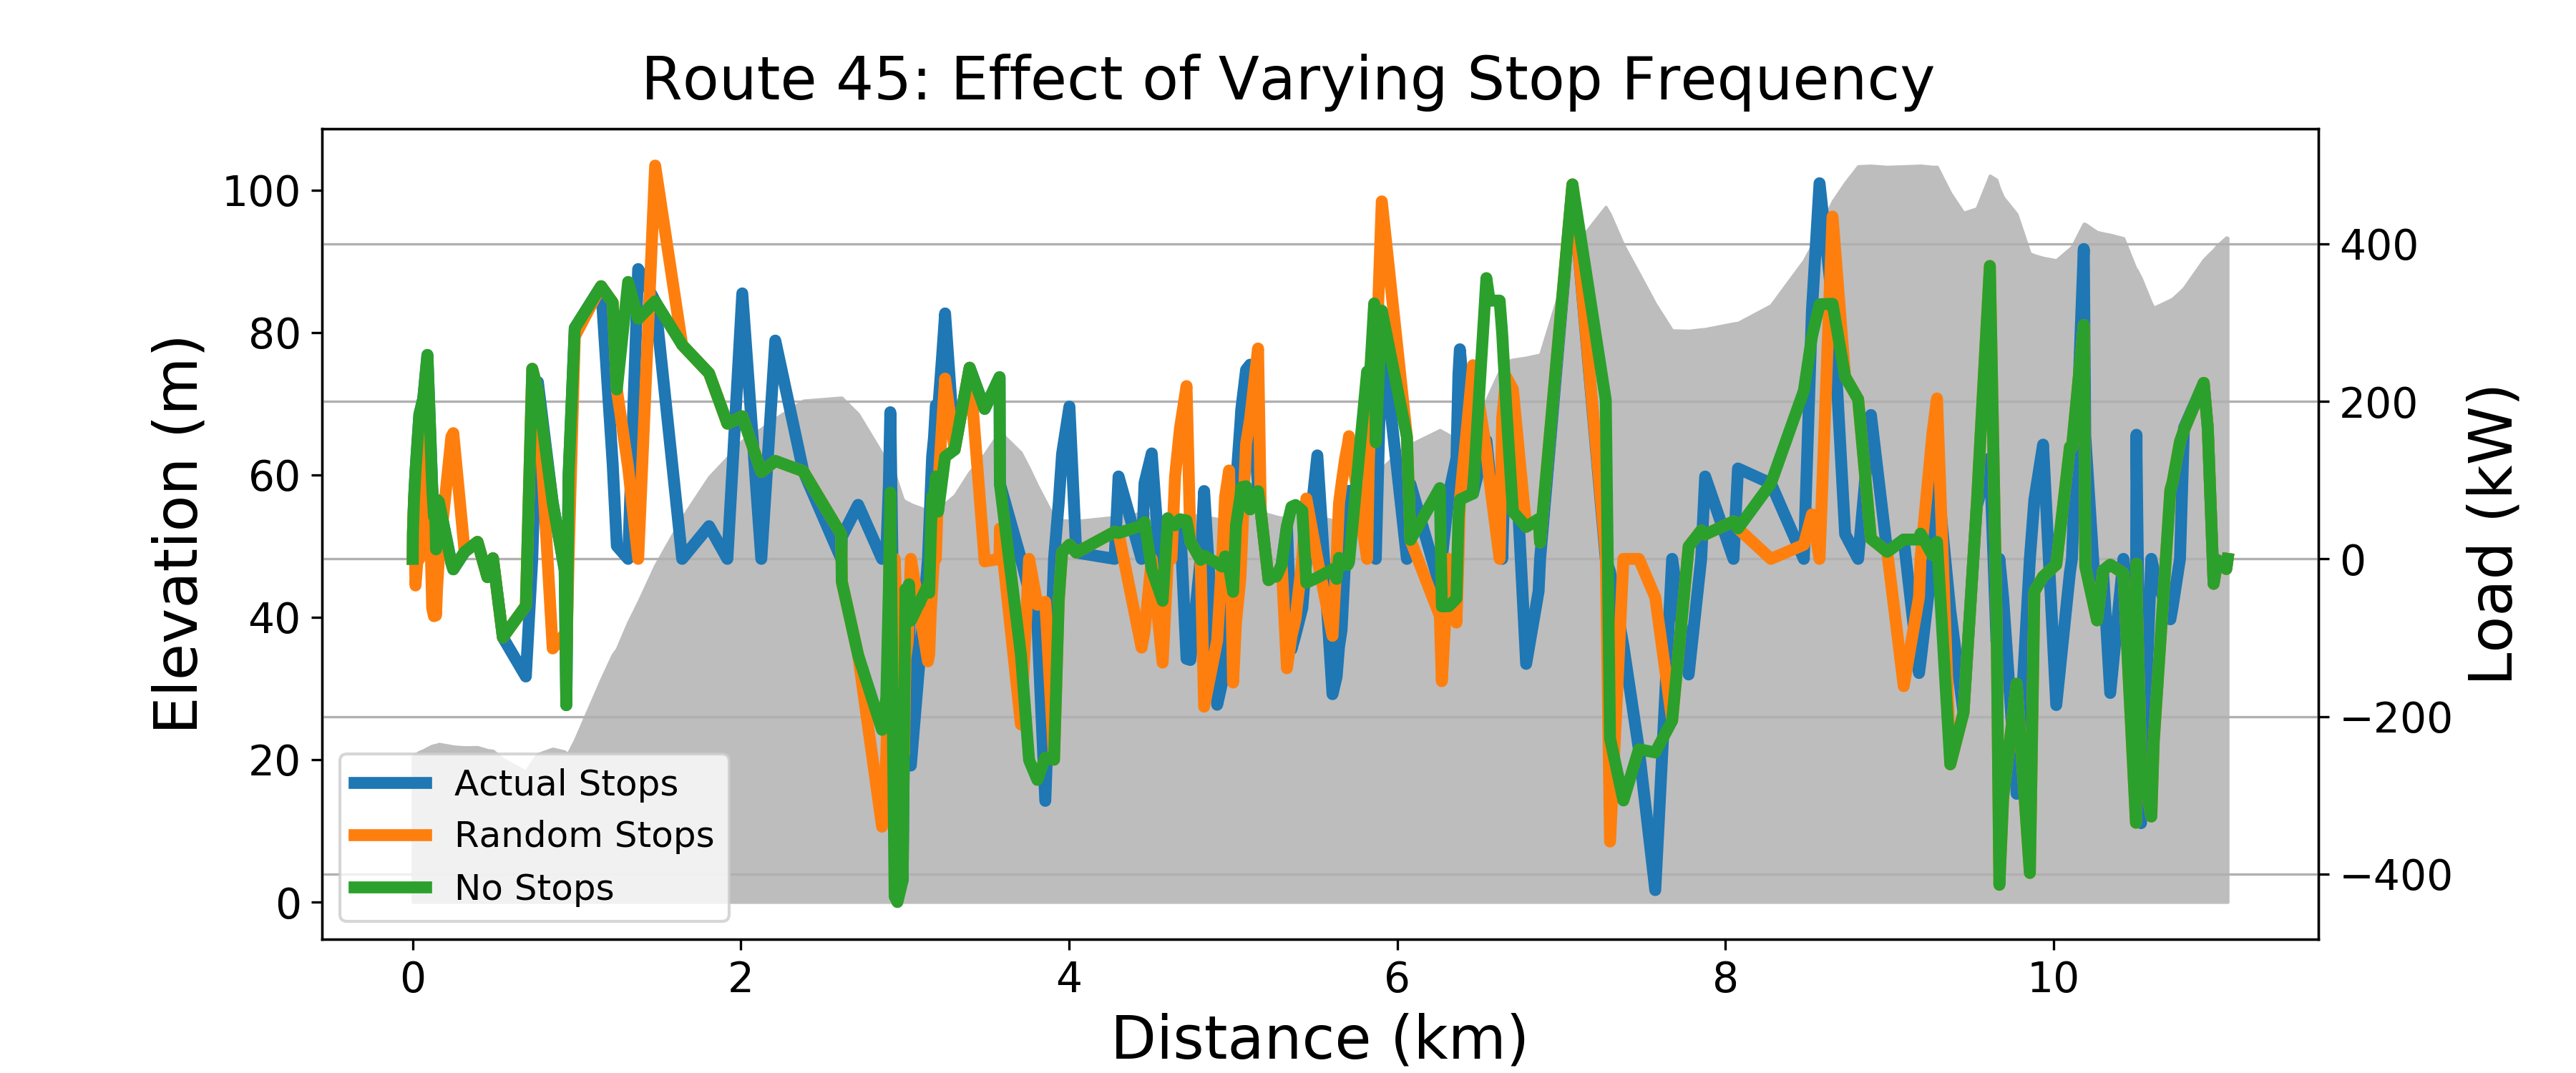 Route 45: Effect of Varying Stop Frequency
Elevation (m)
100
80
60
40
20
0
400
200
0
−200
−400
Load (kW)
Actual Stops
Random Stops
No Stops
0 2 4 6 8 10
Distance (km)